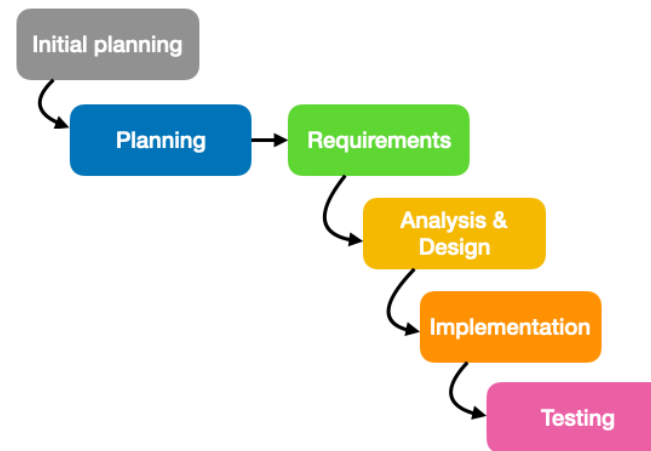 Initial planning
Planning
Requirements
Analysis &
Design
Implementation
Testing